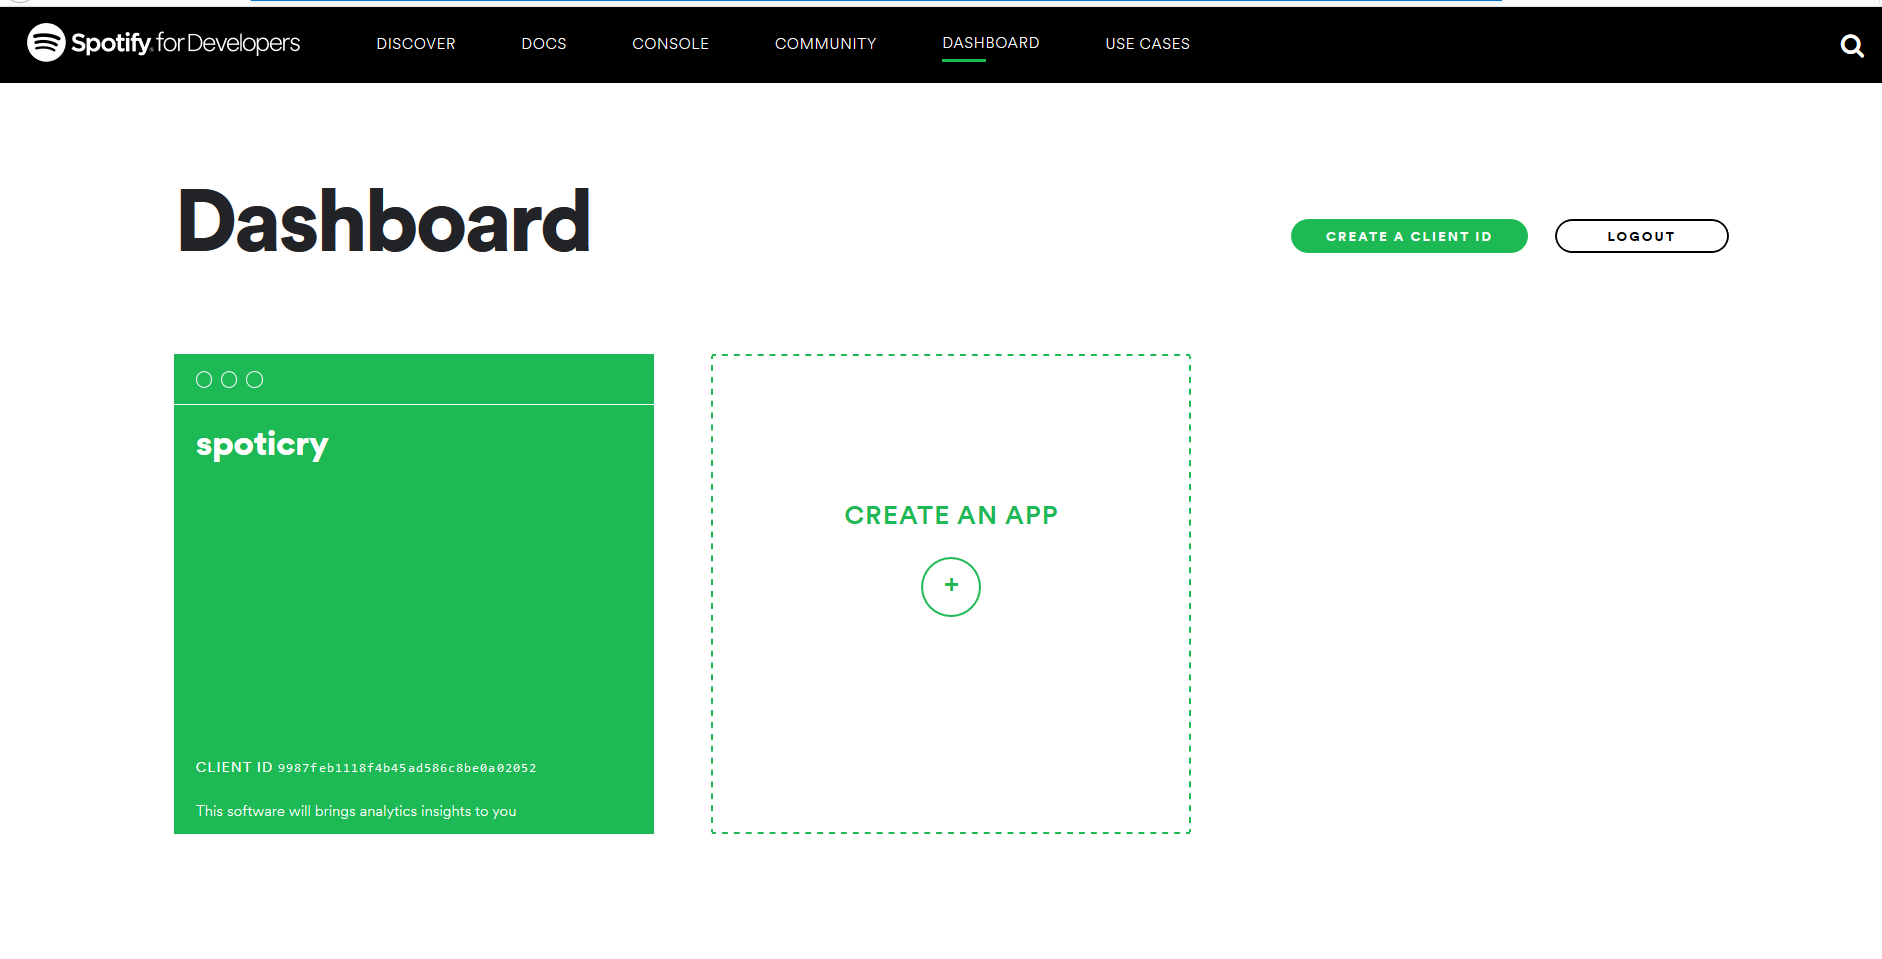 Spotify for Developers
DISCOVER
DOCS
CONSOLE
COMMUNITY
DASHBOARD
USE CASES
Dashboard
CREATE A CLIENT ID
LOGOUT
spoticry
CREATE AN APP
+
CLIENT ID 9987feb1118f4b45ad586c8be0a02052
This software will brings analytics insights to you